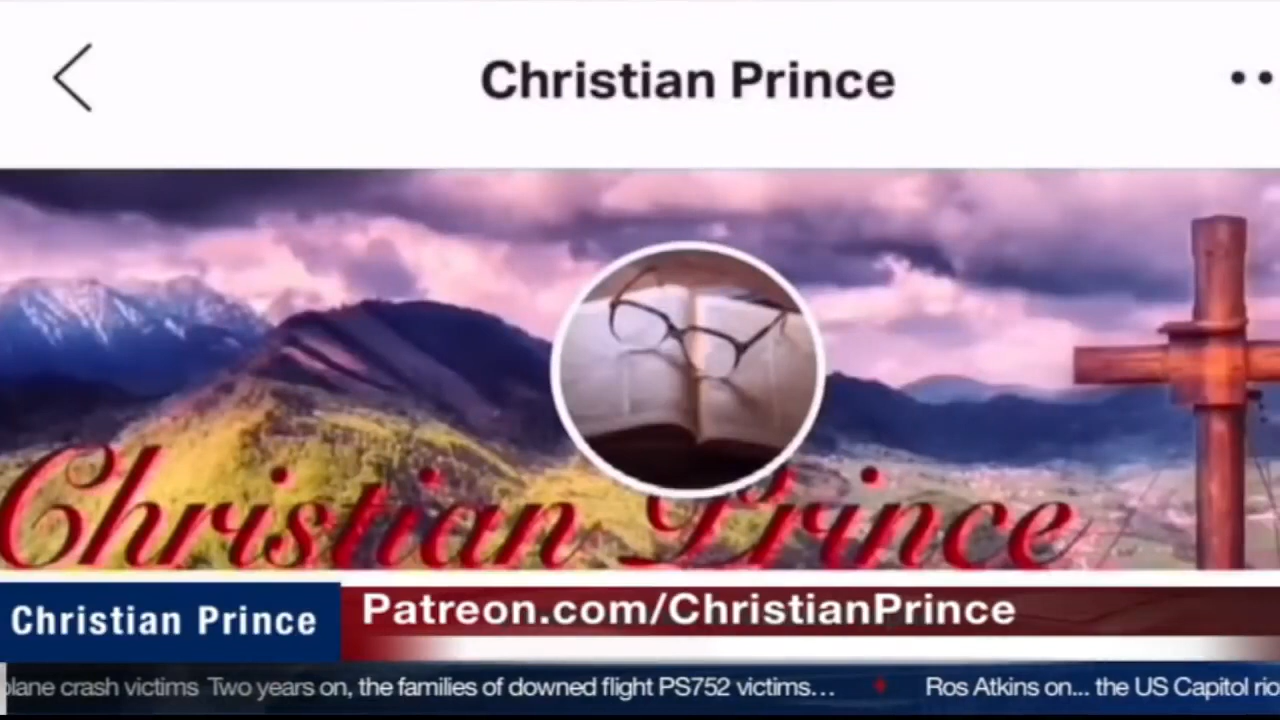 Christian Prince
Christian Prince
Christian Prince
Patreon.com/ChristianPrince
plane crash victims Two years on, the families of downed flight PS752 victims... Ros Atkins on... the US Capitol